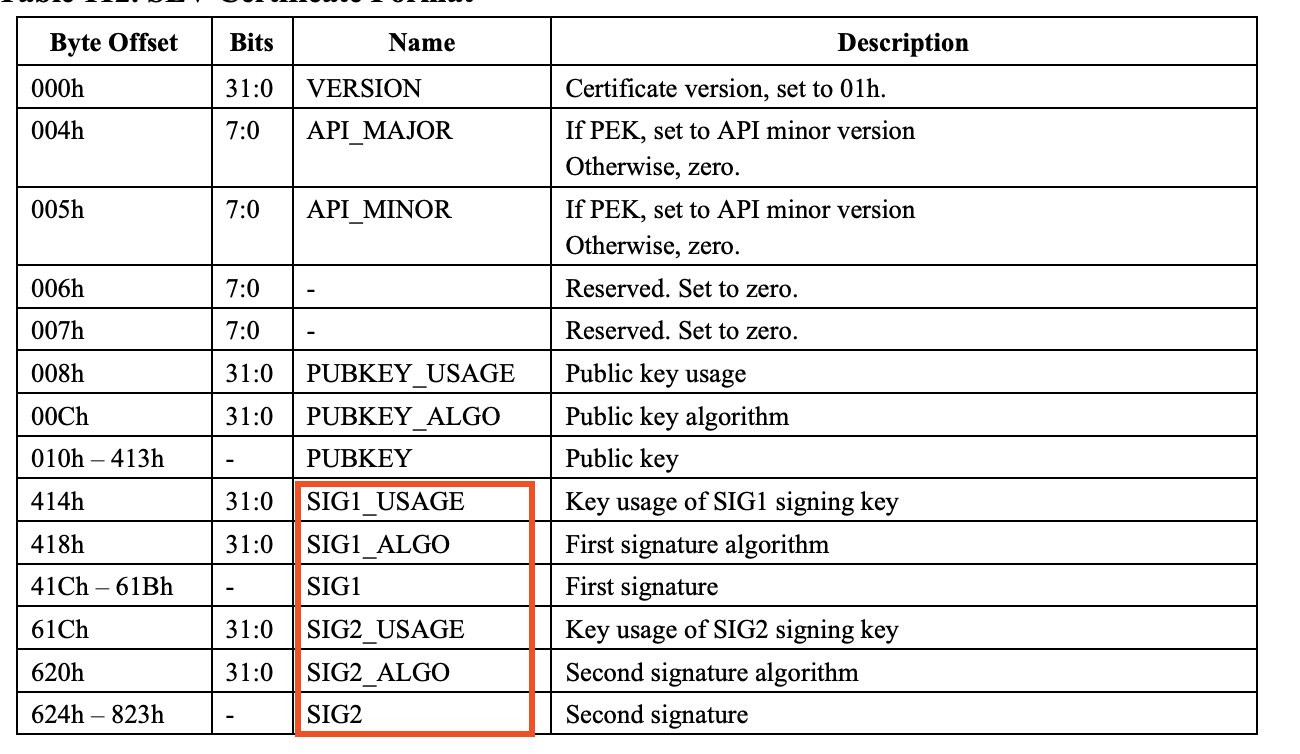 Table 112: SEV Certificate Format
Byte Offset Bits Name Description
000h 31:0 VERSION Certificate version, set to 01h.
004h 7:0 API_MAJOR If PEK, set to API minor version
Otherwise, zero.
005h 7:0 API_MINOR If PEK, set to API minor version
Otherwise, zero.
006h 7:0 - Reserved. Set to zero.
007h 7:0 - Reserved. Set to zero.
008h 31:0 PUBKEY_USAGE Public key usage
00Ch 31:0 PUBKEY_ALGO Public key algorithm
010h – 413h - PUBKEY Public key
414h 31:0 SIG1_USAGE Key usage of SIG1 signing key
418h 31:0 SIG1_ALGO First signature algorithm
41Ch – 61Bh - SIG1 First signature
61Ch 31:0 SIG2_USAGE Key usage of SIG2 signing key
620h 31:0 SIG2_ALGO Second signature algorithm
624h – 823h - SIG2 Second signature